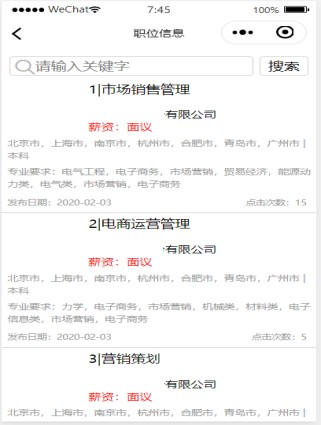 WeChat
7:45
100%
职位信息
请输入关键字
搜索
1|市场销售管理
有限公司
薪资：面议
北京市，上海市，南京市，杭州市，合肥市，青岛市，广州市 |
本科
专业要求：电气工程，电子商务，市场营销，贸易经济，能源动
力类，电气类，市场营销，电子商务
发布日期：2020-02-03
点击次数：15
2|电商运营管理
有限公司
薪资：面议
北京市，上海市，南京市，杭州市，合肥市，青岛市，广州市 |
本科
专业要求：力学，电子商务，市场营销，机械类，材料类，电子
信息类，市场营销，电子商务
发布日期：2020-02-03
点击次数：5
3|营销策划
有限公司
薪资：面议
北京市，上海市，南京市，杭州市，合肥市，青岛市，广州市 |